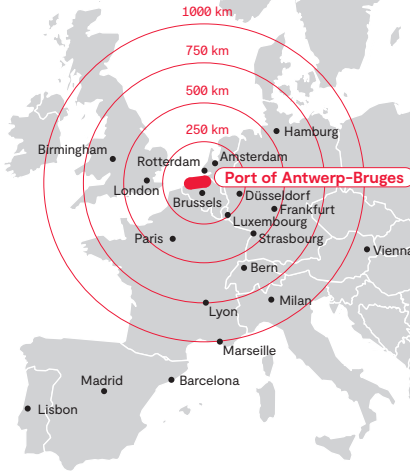 1000 km
750 km
500 km
250 km
Hamburg
Birmingham
Rotterdam
Amsterdam
Port of Antwerp-Bruges
London
Brussels
Düsseldorf
Frankfurt
Luxembourg
Paris
Strasbourg
Vienna
Bern
Milan
Lyon
Marseille
Madrid
Barcelona
Lisbon